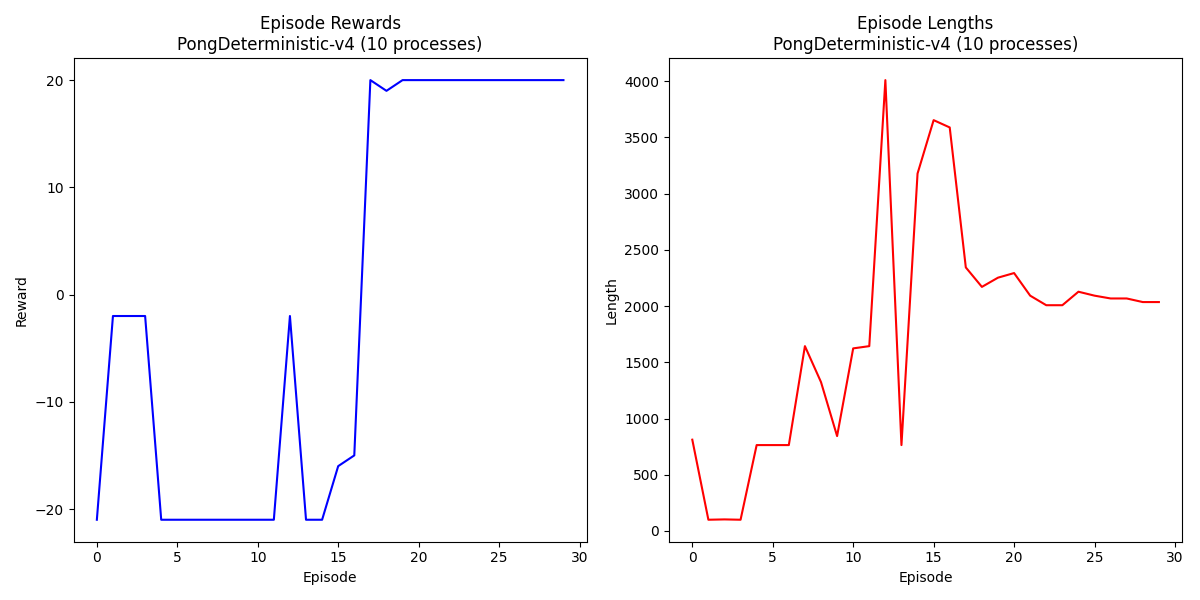 Episode Rewards
PongDeterministic-v4 (10 processes)
20
10
0
−10
−20
Reward
0 5 10 15 20 25 30
Episode
Episode Lengths
PongDeterministic-v4 (10 processes)
4000
3500
3000
2500
2000
1500
1000
500
0
Length
0 5 10 15 20 25 30
Episode